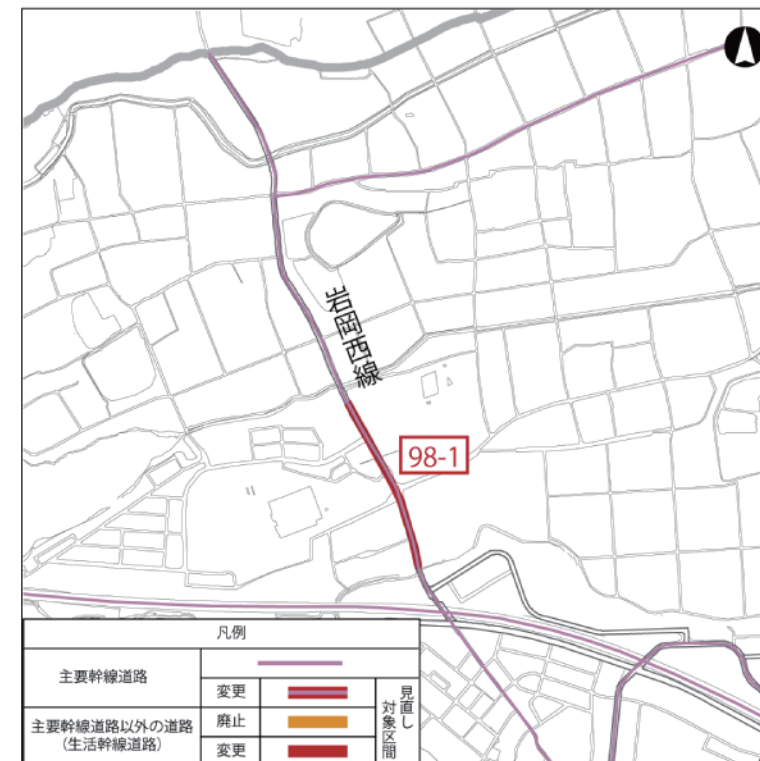 岩岡西線
98-1
凡例
主要幹線道路
変更
主要幹線道路以外の道路
(生活幹線道路)
廃止
変更
見直し
対象区間